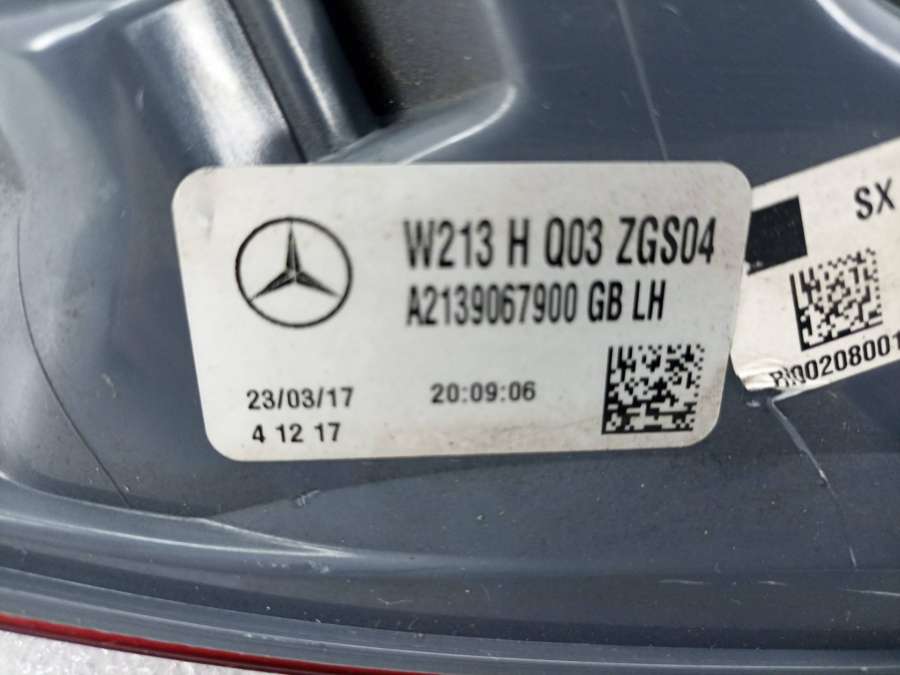 W213 H Q03 ZGS04
A2139067900 GB LH
23/03/17 20:09:06
4 12 17
SX